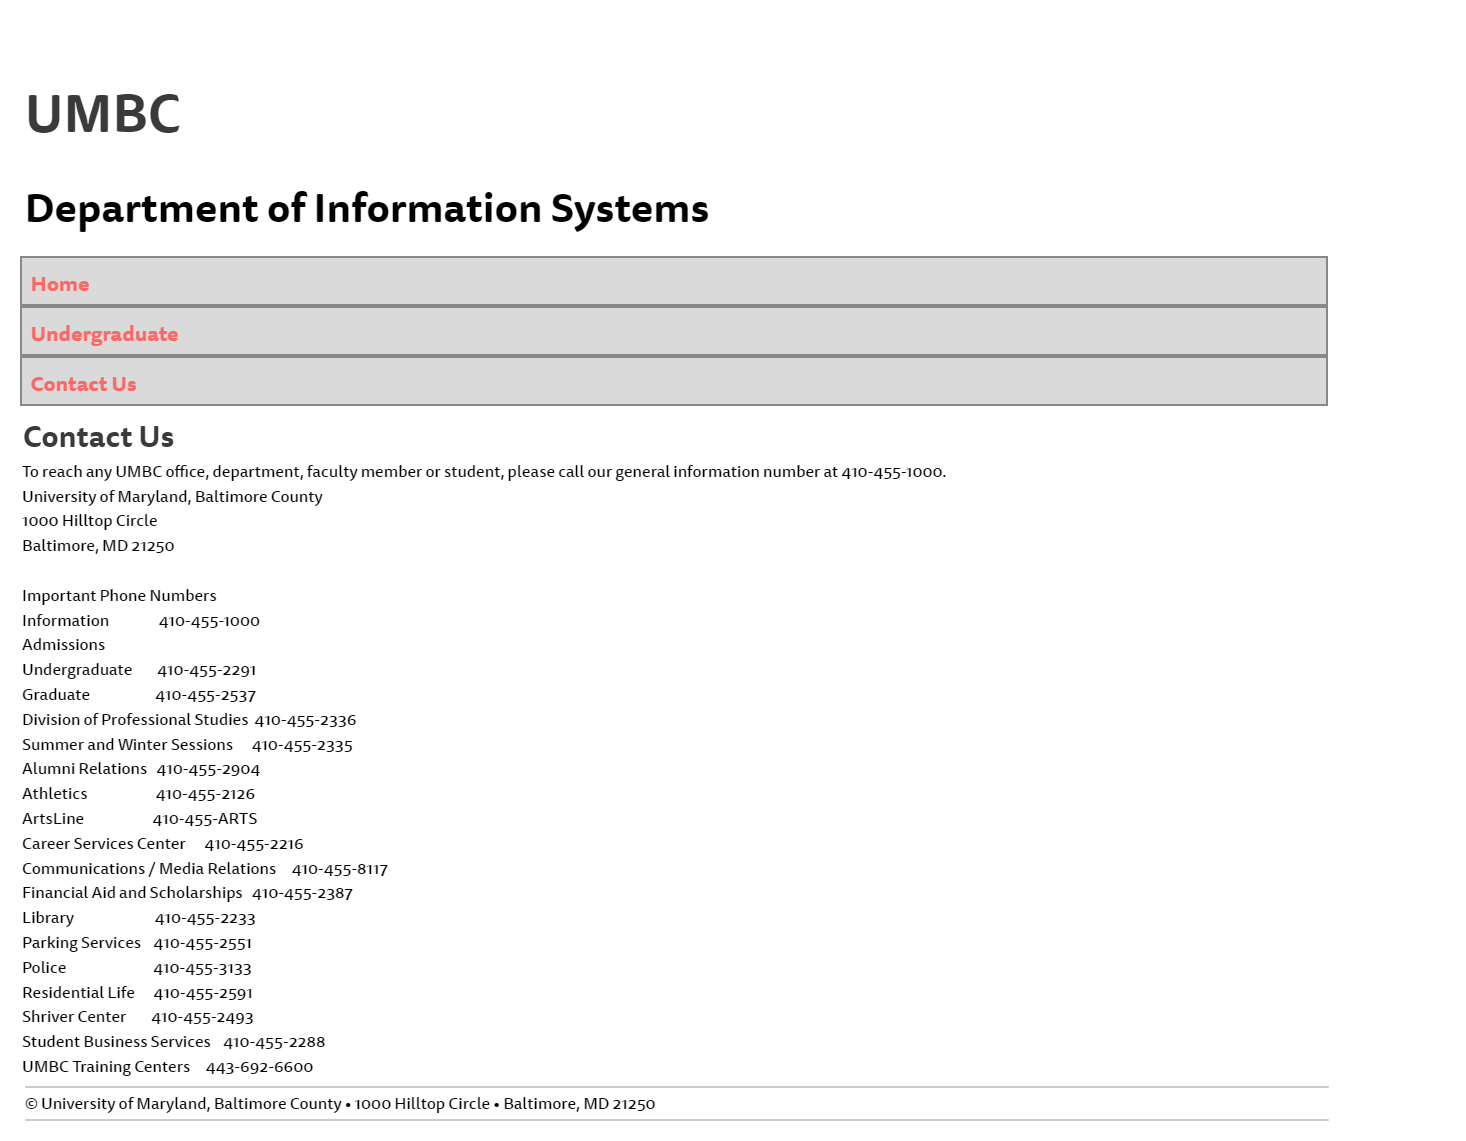 UMBC
Department of Information Systems
Home
Undergraduate
Contact Us
Contact Us
To reach any UMBC office, department, faculty member or student, please call our general information number at 410-455-1000.
University of Maryland, Baltimore County
1000 Hilltop Circle
Baltimore, MD 21250
Important Phone Numbers
Information 410-455-1000
Admissions
Undergraduate 410-455-2291
Graduate 410-455-2537
Division of Professional Studies 410-455-2336
Summer and Winter Sessions 410-455-2335
Alumni Relations 410-455-2904
Athletics 410-455-2126
ArtsLine 410-455-ARTS
Career Services Center 410-455-2216
Communications / Media Relations 410-455-8117
Financial Aid and Scholarships 410-455-2387
Library 410-455-2233
Parking Services 410-455-2551
Police 410-455-3133
Residential Life 410-455-2591
Shriver Center 410-455-2493
Student Business Services 410-455-2288
UMBC Training Centers 443-692-6600
© University of Maryland, Baltimore County • 1000 Hilltop Circle • Baltimore, MD 21250